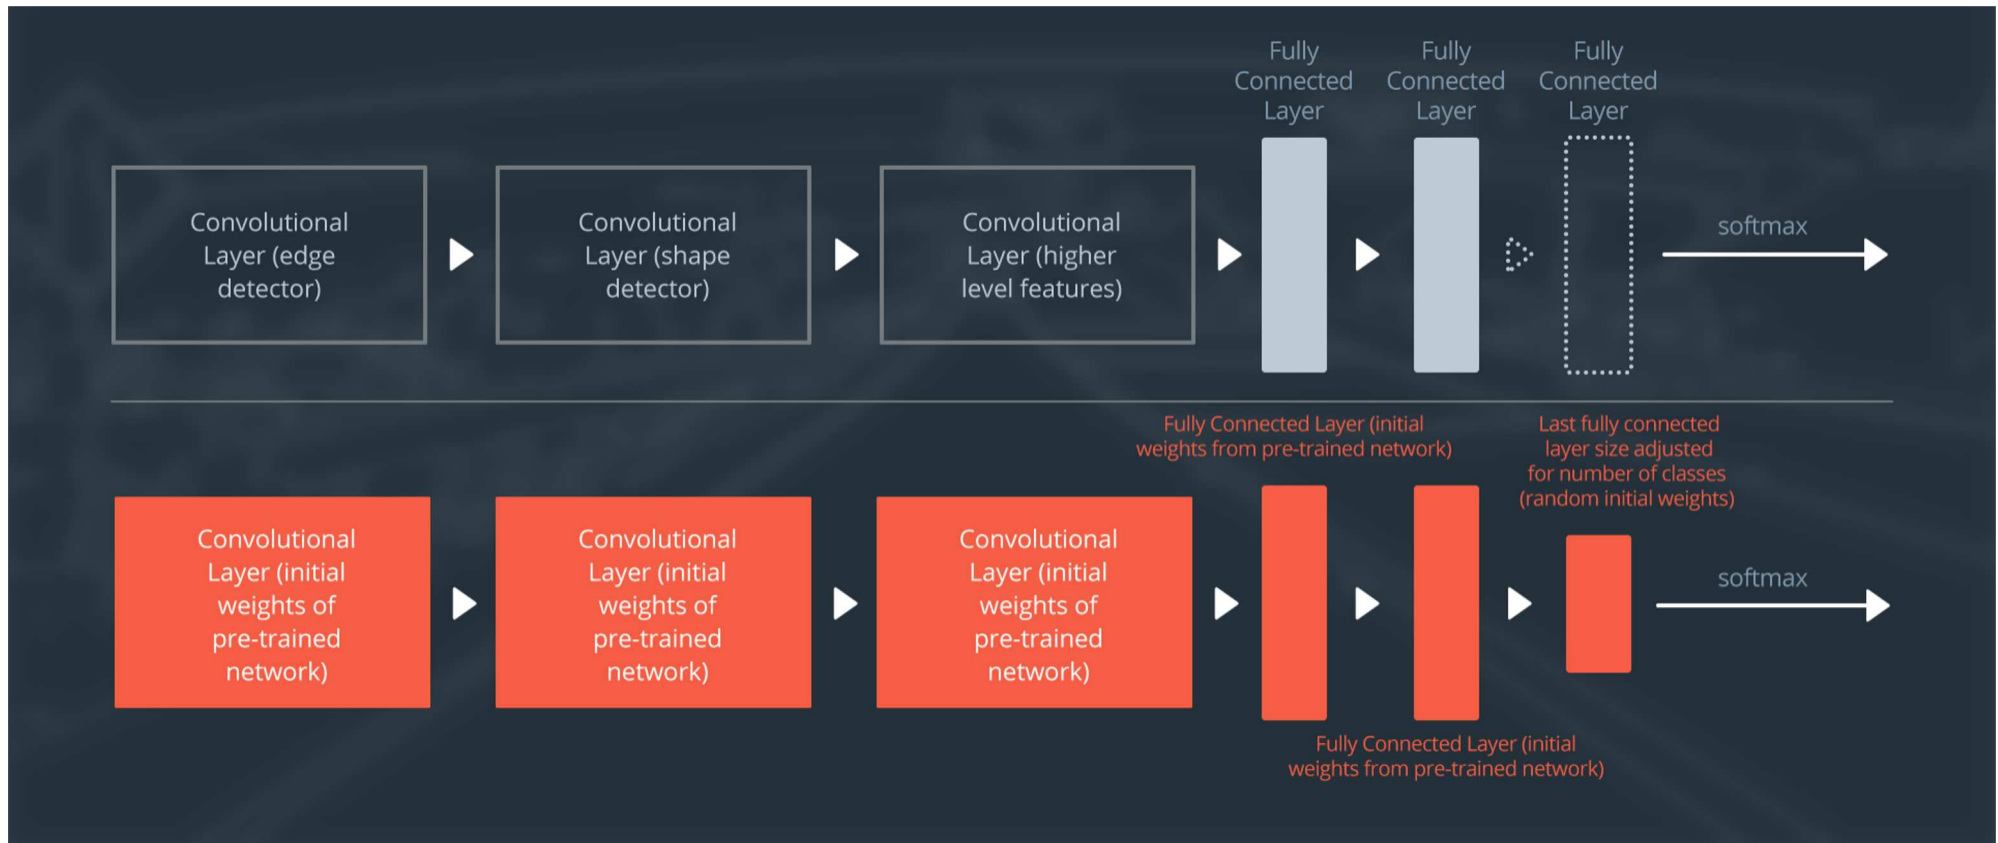 Fully
Connected
Layer
Fully
Connected
Layer
Fully
Connected
Layer
Convolutional
Layer (edge
detector)
Convolutional
Layer (shape
detector)
Convolutional
Layer (higher
level features)
softmax
Fully Connected Layer (initial
weights from pre-trained network)
Last fully connected
layer size adjusted
for number of classes
(random initial weights)
Convolutional
Layer (initial
weights of
pre-trained
network)
Convolutional
Layer (initial
weights of
pre-trained
network)
Convolutional
Layer (initial
weights of
pre-trained
network)
softmax
Fully Connected Layer (initial
weights from pre-trained network)